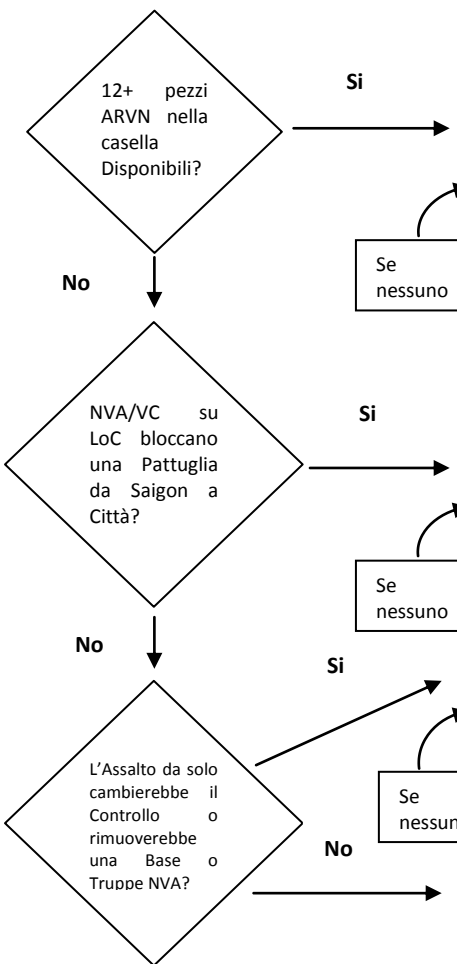 12+ pezzi
ARVN nella
casella
Disponibili?
Si
Se
nessuno
No
NVA/VC su
LoC bloccano
una Pattuglia
da Saigon a
Città?
Si
Se
nessuno
No
Si
L'Assalto da solo
cambierebbe il
Controllo o
rimuoverebbe
una Base o
Truppe NVA?
Se
nessun
No